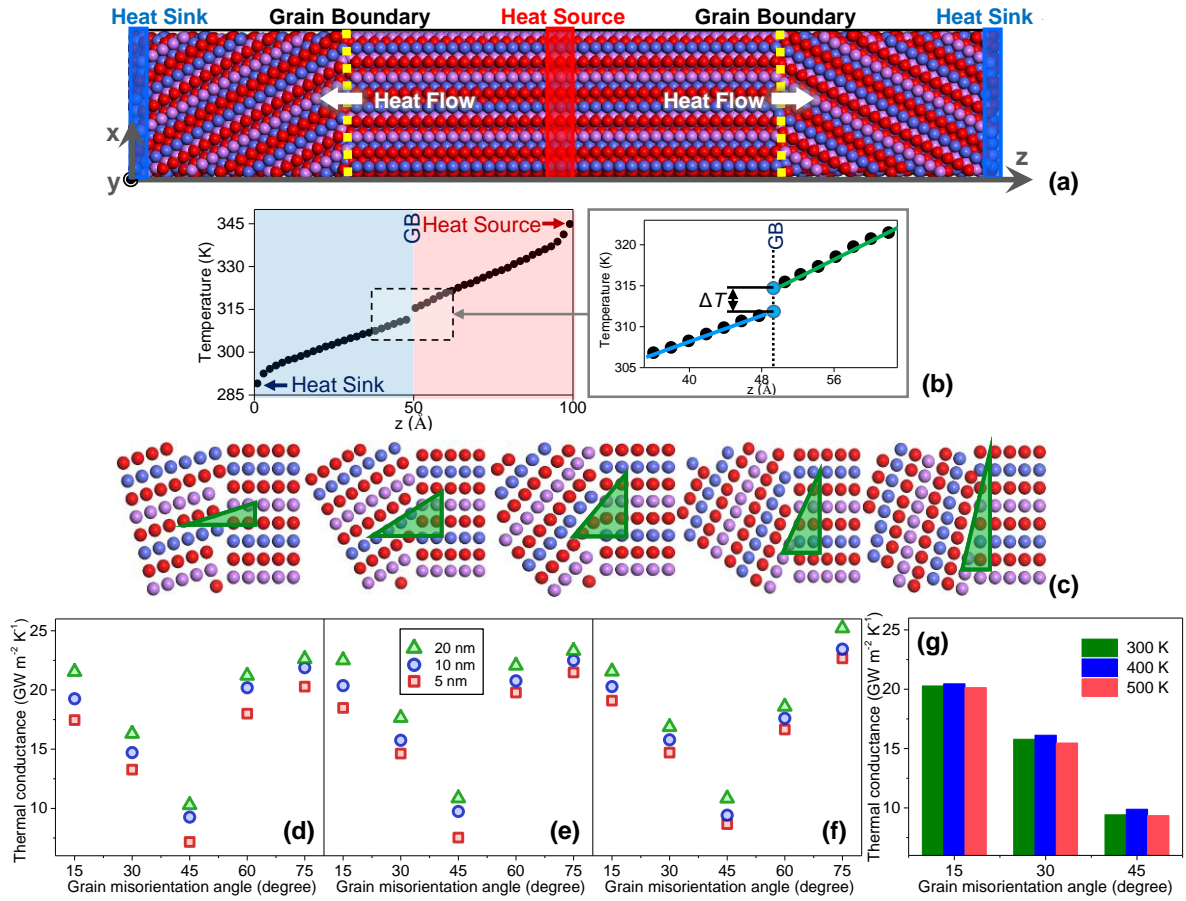 Heat Sink Grain Boundary Heat Source Grain Boundary Heat Sink
Heat Flow Heat Flow
x
y
z
(a)
345
330
315
300
285
Temperature (K)
GB
Heat Source
Heat Sink
0 50 100
z (Å)
320
315
310
305
Temperature (K)
GB
ΔT
40 48 56
z (Å)
(b)
(c)
25
20
15
10
Thermal conductance (GW m⁻² K⁻¹)
20 nm
10 nm
5 nm
(d) (e) (f)
15 30 45 60 75 15 30 45 60 75 15 30 45 60 75
Grain misorientation angle (degree) Grain misorientation angle (degree) Grain misorientation angle (degree)
(g)
300 K
400 K
500 K
25
20
15
10
Thermal conductance (GW m⁻² K⁻¹)
15 30 45
Grain misorientation angle (degree)